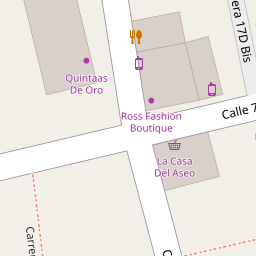 era 17D Bis
Quintaas
De Oro
Ross Fashion
Boutique
Calle 7
La Casa
Del Aseo
Carre
C